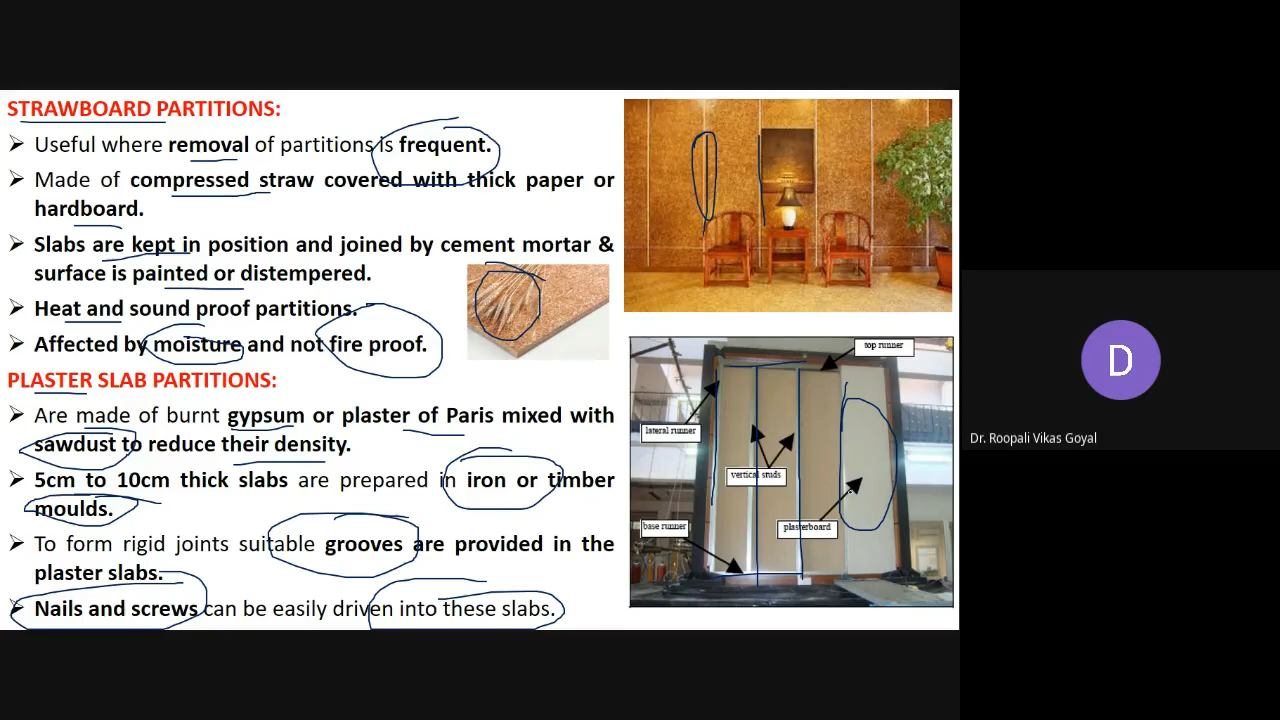 STRAWBOARD PARTITIONS:
➢ Useful where removal of partitions is frequent.
➢ Made of compressed straw covered with thick paper or
hardboard.
➢ Slabs are kept in position and joined by cement mortar &
surface is painted or distempered.
➢ Heat and sound proof partitions.
➢ Affected by moisture and not fire proof.
PLASTER SLAB PARTITIONS:
➢ Are made of burnt gypsum or plaster of Paris mixed with
sawdust to reduce their density.
➢ 5cm to 10cm thick slabs are prepared in iron or timber
moulds.
➢ To form rigid joints suitable grooves are provided in the
plaster slabs.
➢ Nails and screws can be easily driven into these slabs.
top runner
lateral runner
vertical studs
base runner
plasterboard
D
Dr. Roopali Vikas Goyal